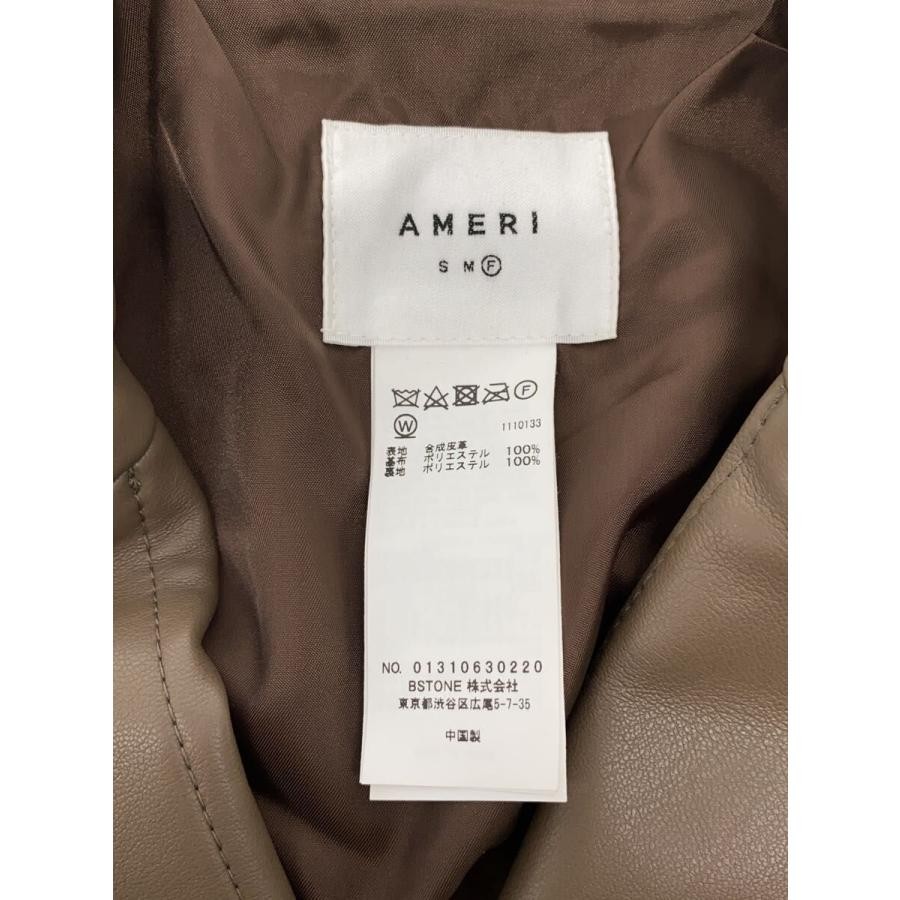 AMERI
S M F
F
W
1110133
表地 合成皮革
基布 ポリエステル 100%
裏地 ポリエステル 100%
NO. 01310630220
BSTONE 株式会社
東京都渋谷区広尾5-7-35
中国製